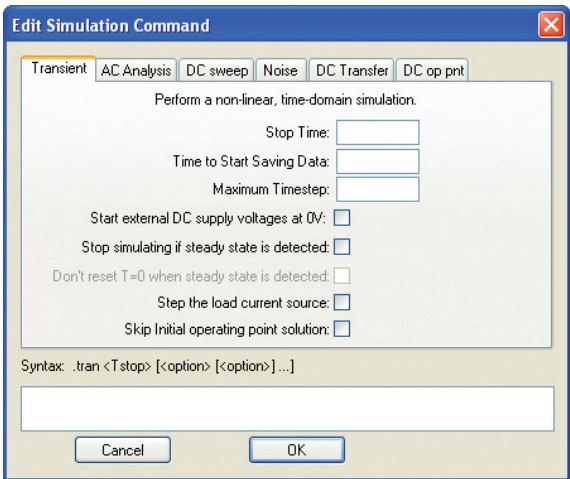 Edit Simulation Command
Transient AC Analysis DC sweep Noise DC Transfer DC op pnt
Perform a non-linear, time-domain simulation.
Stop Time:
Time to Start Saving Data:
Maximum Timestep:
Start external DC supply voltages at 0V:
Stop simulating if steady state is detected:
Don't reset T=0 when steady state is detected:
Step the load current source:
Skip Initial operating point solution:
Syntax: .tran <Tstop> [<option> [<option>] ...]
Cancel OK